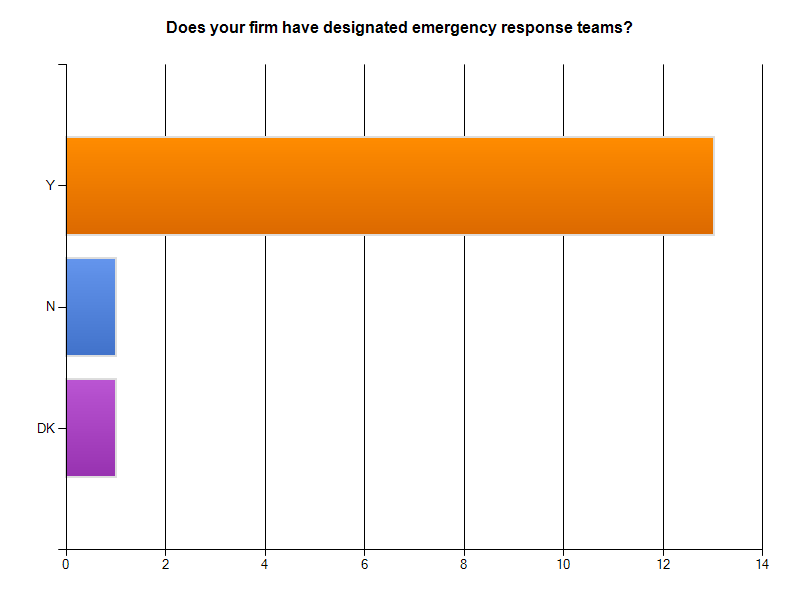 Does your firm have designated emergency response teams?
Y
N
DK
0 2 4 6 8 10 12 14